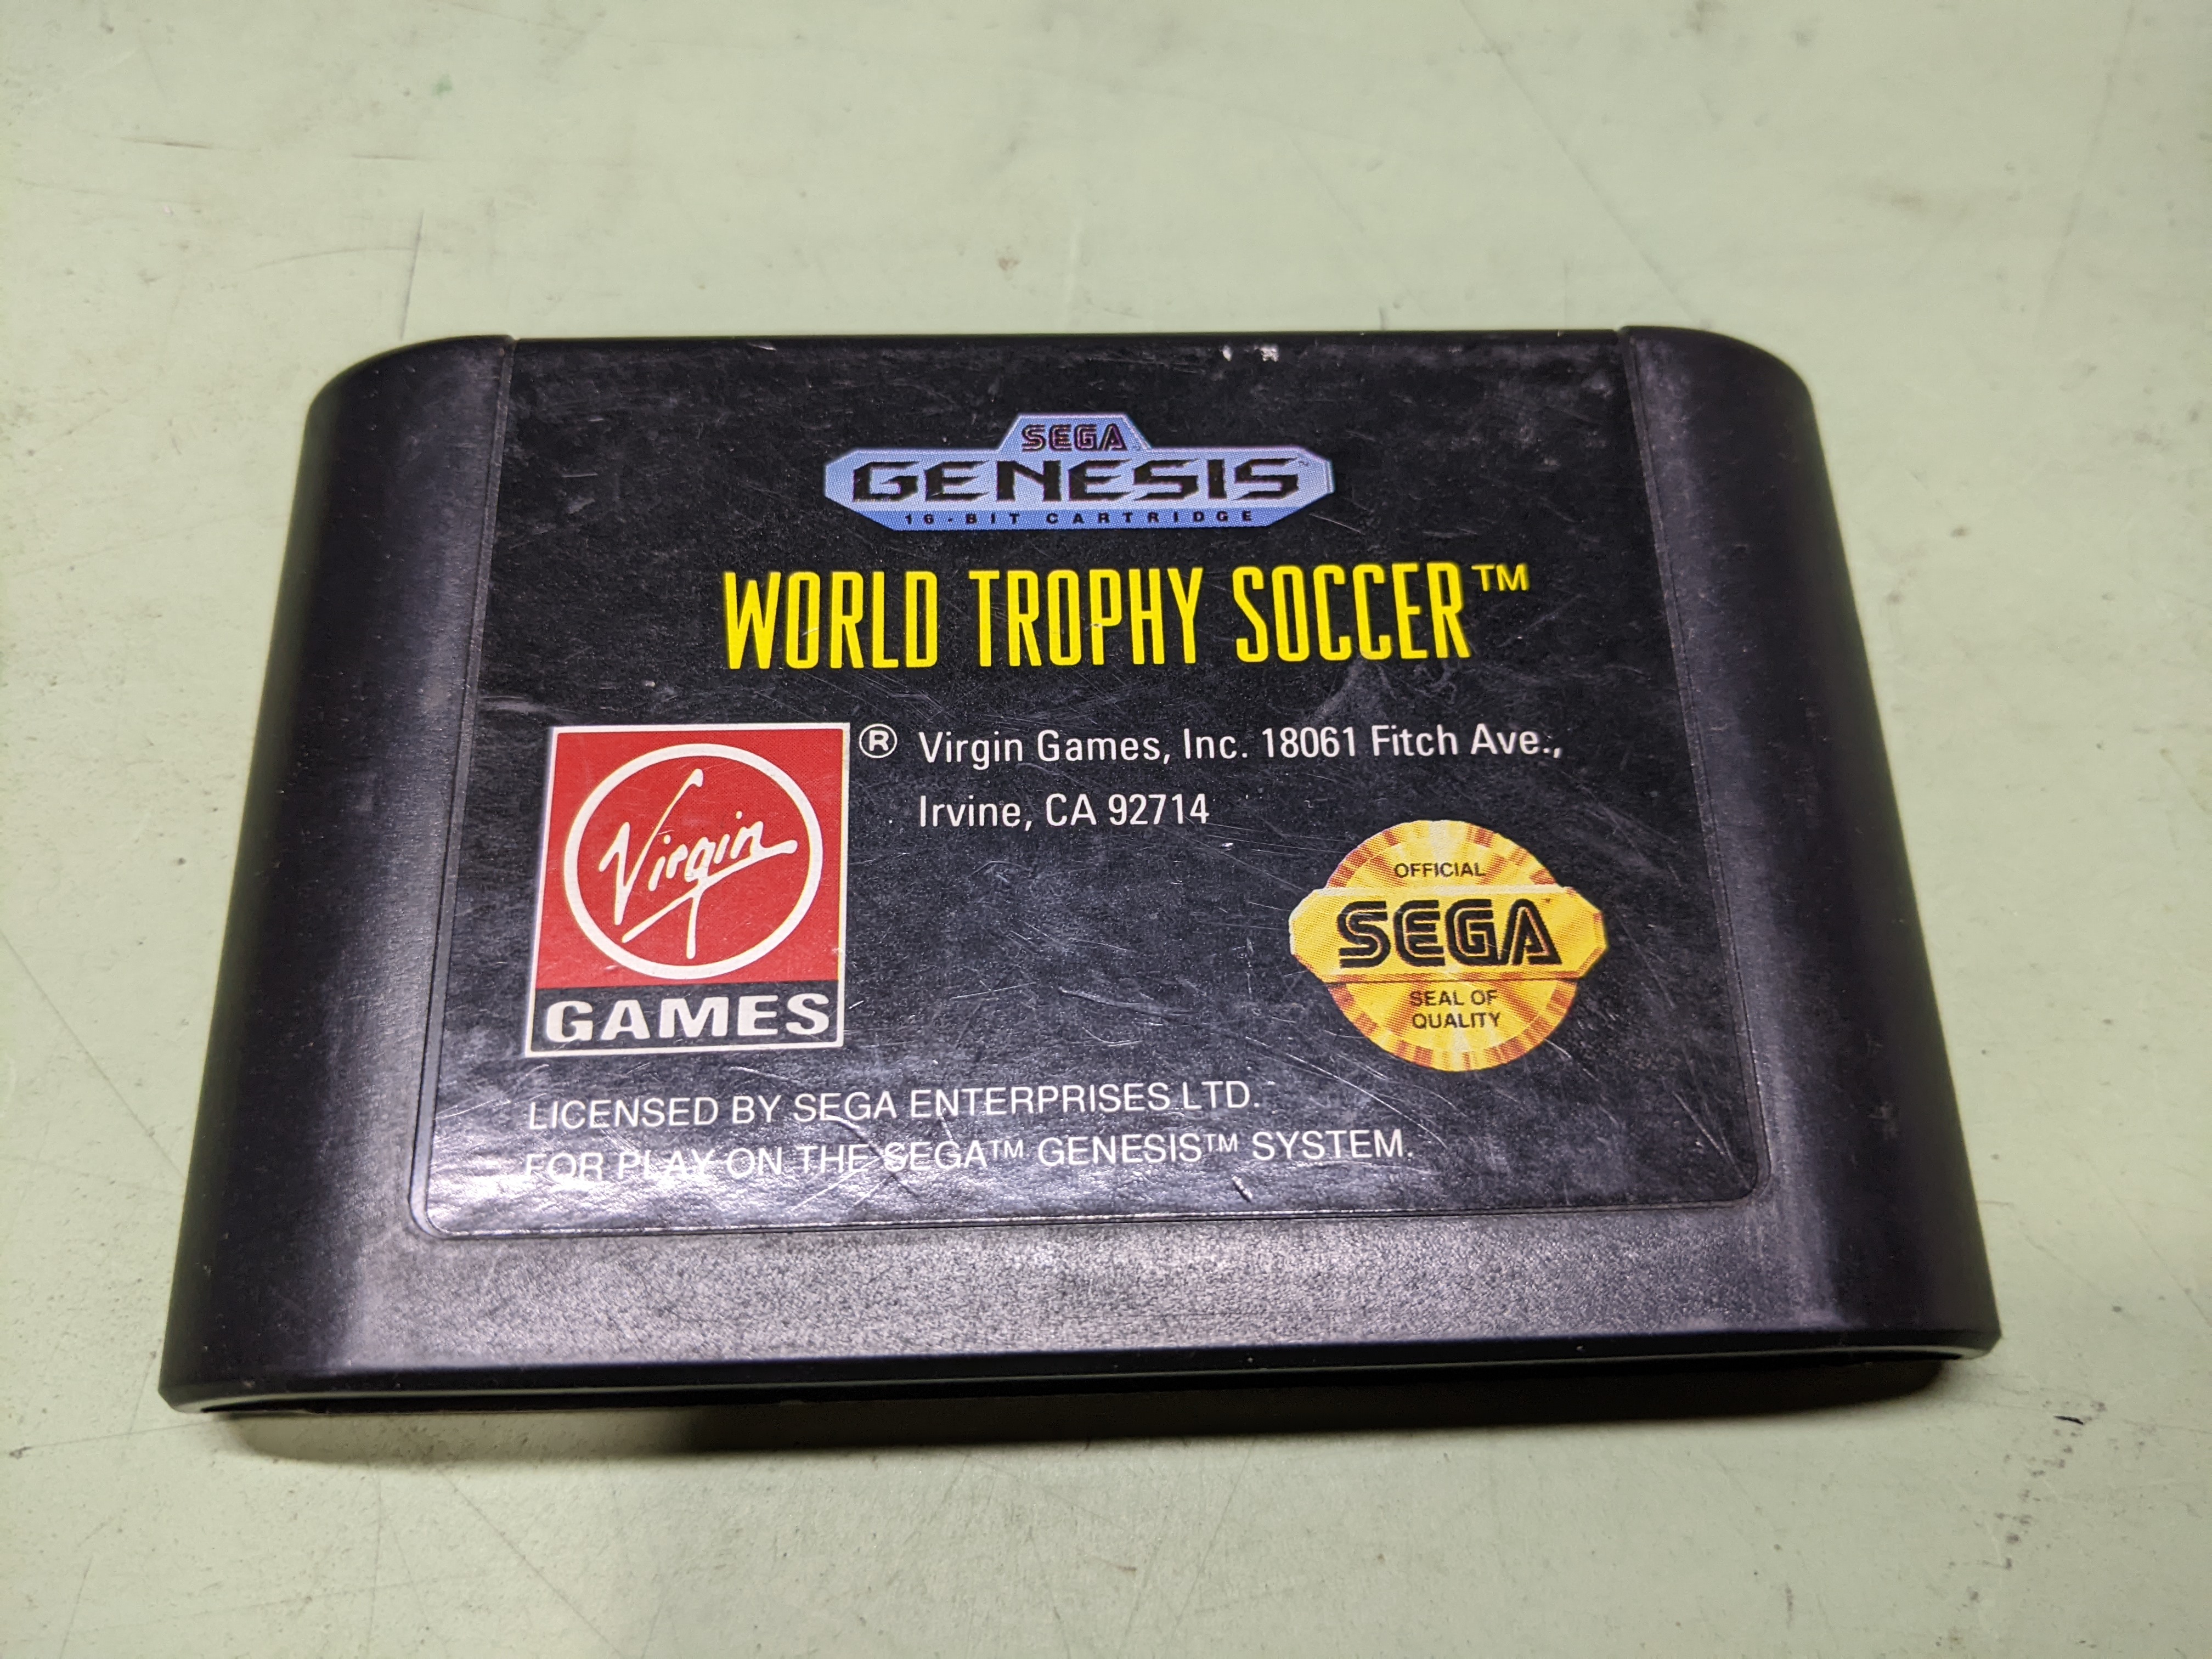 SEGA
GENESIS™
16-BIT CARTRIDGE
WORLD TROPHY SOCCER™
® Virgin Games, Inc. 18061 Fitch Ave.,
Irvine, CA 92714
Virgin
GAMES
OFFICIAL
SEGA
SEAL OF
QUALITY
LICENSED BY SEGA ENTERPRISES LTD.
FOR PLAY ON THE SEGA™ GENESIS™ SYSTEM.